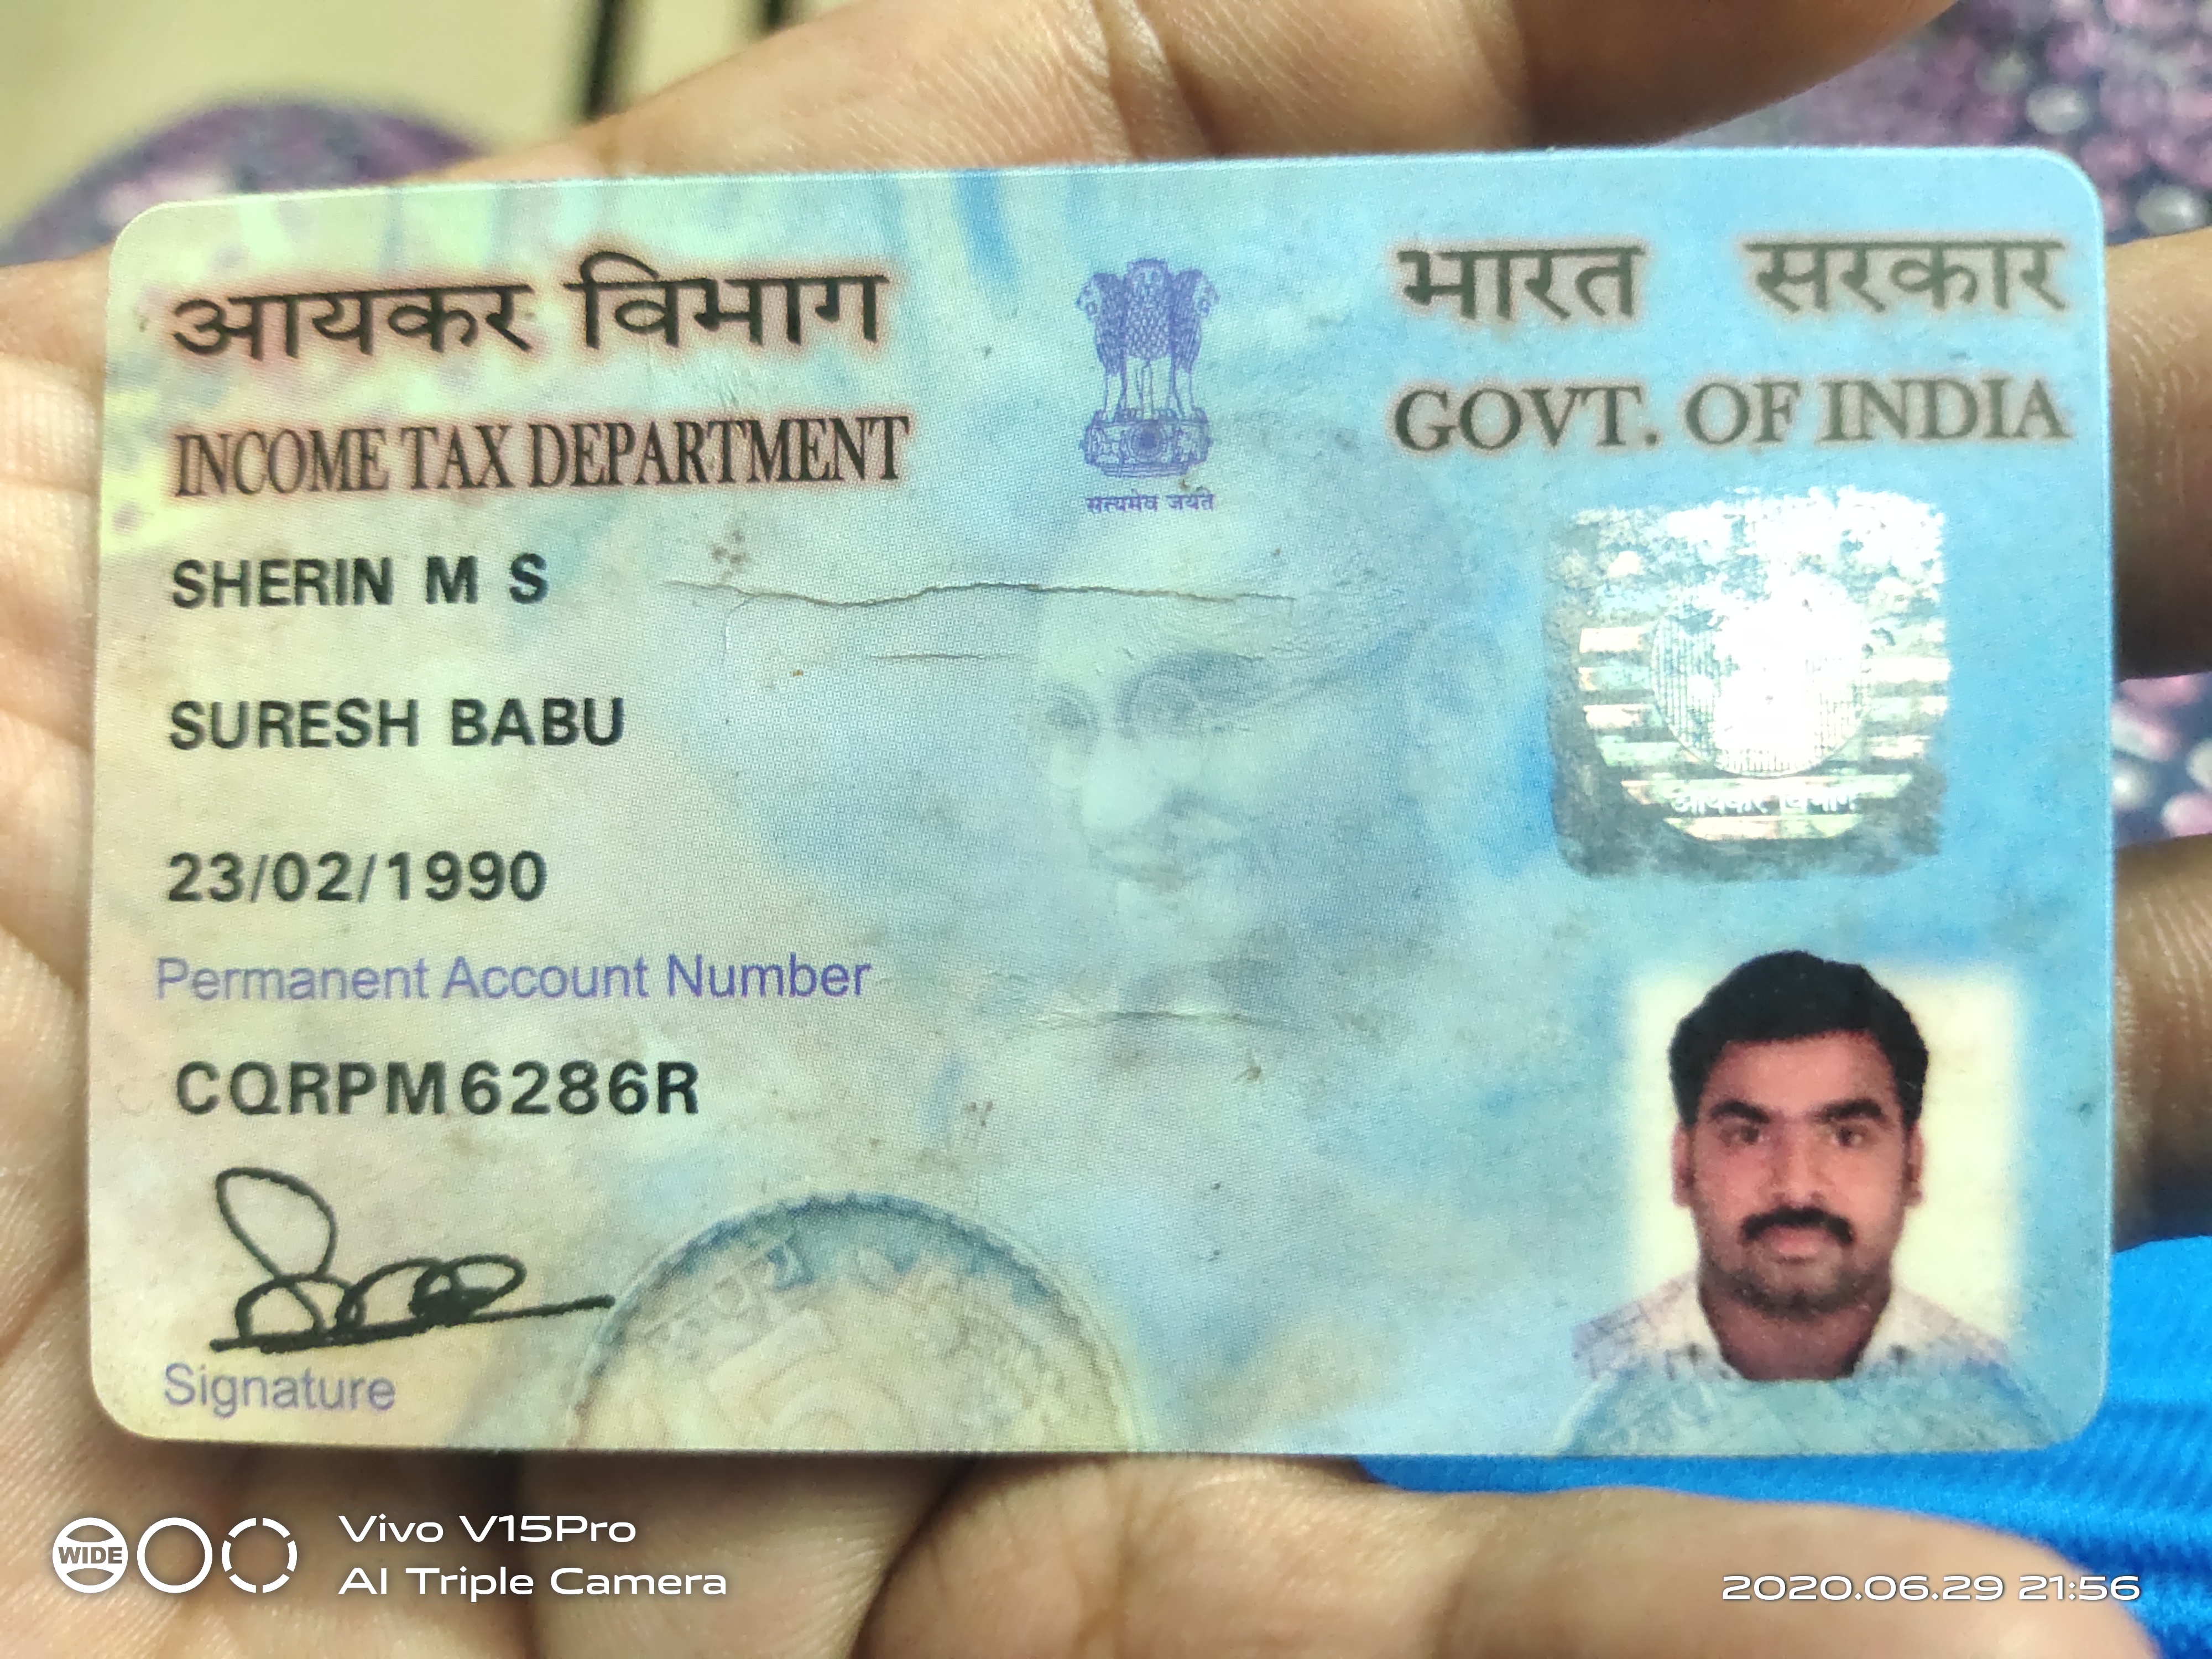 आयकर विभाग
INCOME TAX DEPARTMENT
सत्यमेव जयते
भारत सरकार
GOVT. OF INDIA
SHERIN M S
SURESH BABU
23/02/1990
Permanent Account Number
CQRPM6286R
Signature
आयकर विभाग
WIDE
Vivo V15Pro
AI Triple Camera
2020.06.29 21:56